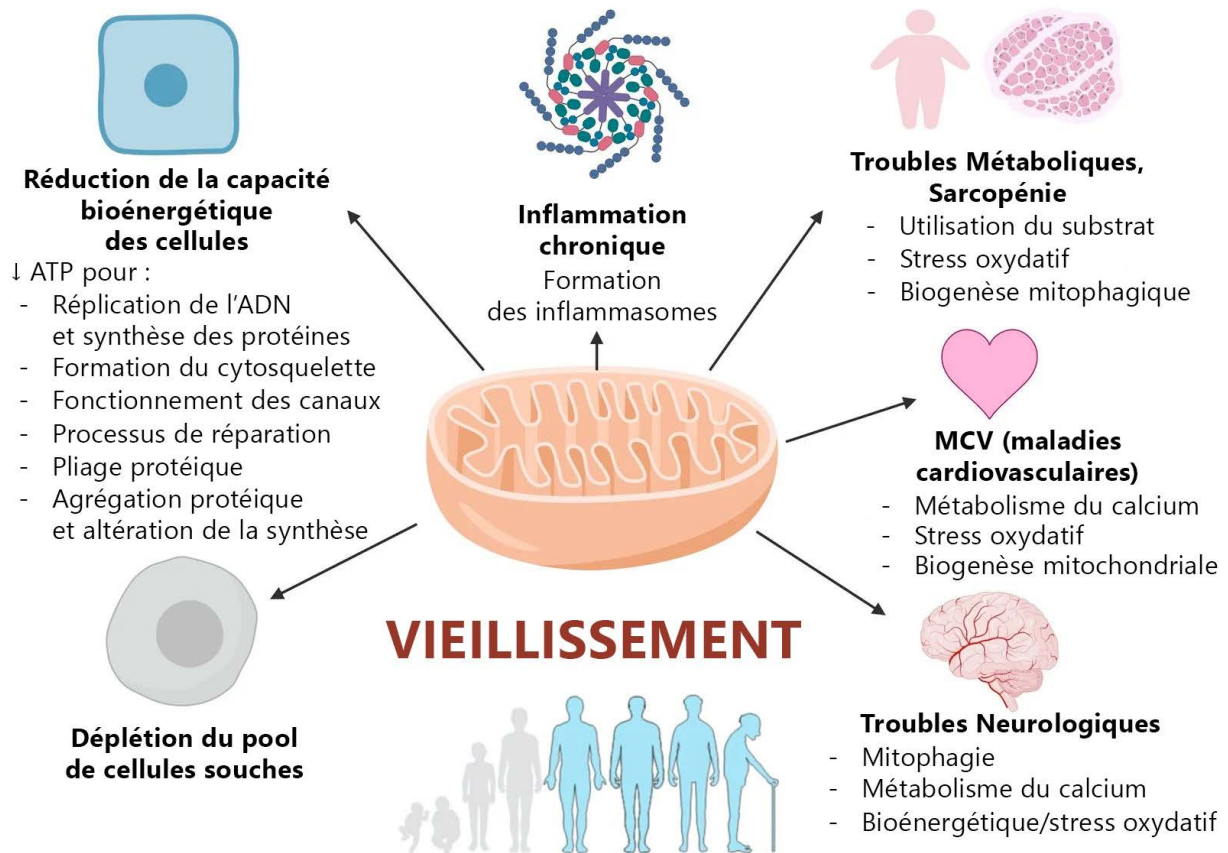 Réduction de la capacité
bioénergétique
des cellules
↓ ATP pour :
- Réplication de l’ADN
et synthèse des protéines
- Formation du cytosquelette
- Fonctionnement des canaux
- Processus de réparation
- Pliage protéique
- Agrégation protéique
et altération de la synthèse
Déplétion du pool
de cellules souches
Inflammation
chronique
Formation
des inflammasomes
VIEILLISSEMENT
Troubles Métaboliques,
Sarcopénie
- Utilisation du substrat
- Stress oxydatif
- Biogenèse mitophagique
MCV (maladies
cardiovasculaires)
- Métabolisme du calcium
- Stress oxydatif
- Biogenèse mitochondriale
Troubles Neurologiques
- Mitophagie
- Métabolisme du calcium
- Bioénergétique/stress oxydatif